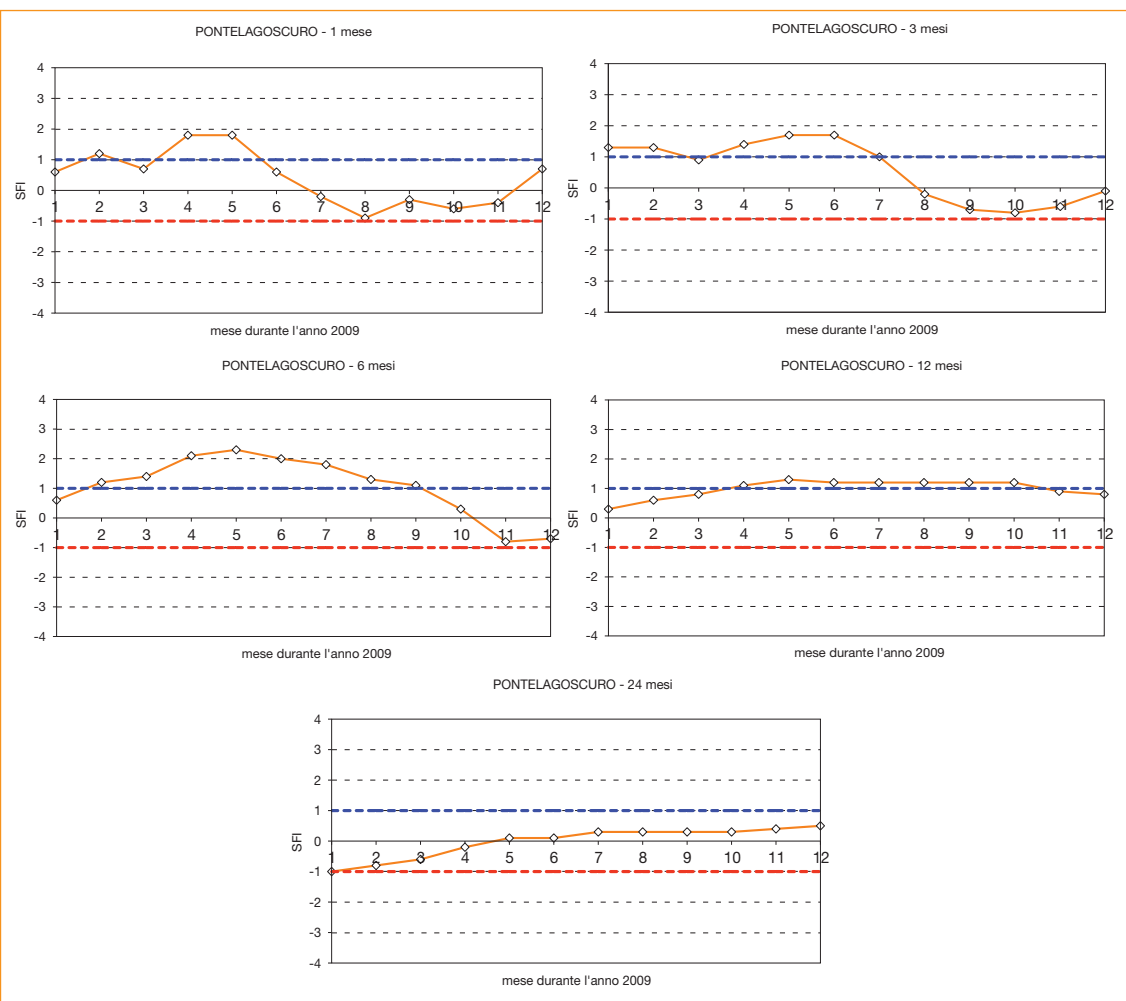 PONTELAGOSCURO - 1 mese
4
3
2
1
0
-1
-2
-3
-4
SFI
1 2 3 4 5 6 7 8 9 10 11 12
mese durante l'anno 2009
PONTELAGOSCURO - 3 mesi
4
3
2
1
0
-1
-2
-3
-4
SFI
1 2 3 4 5 6 7 8 9 10 11 12
mese durante l'anno 2009
PONTELAGOSCURO - 6 mesi
4
3
2
1
0
-1
-2
-3
-4
SFI
1 2 3 4 5 6 7 8 9 10 11 12
mese durante l'anno 2009
PONTELAGOSCURO - 12 mesi
4
3
2
1
0
-1
-2
-3
-4
SFI
1 2 3 4 5 6 7 8 9 10 11 12
mese durante l'anno 2009
PONTELAGOSCURO - 24 mesi
4
3
2
1
0
-1
-2
-3
-4
SFI
1 2 3 4 5 6 7 8 9 10 11 12
mese durante l'anno 2009